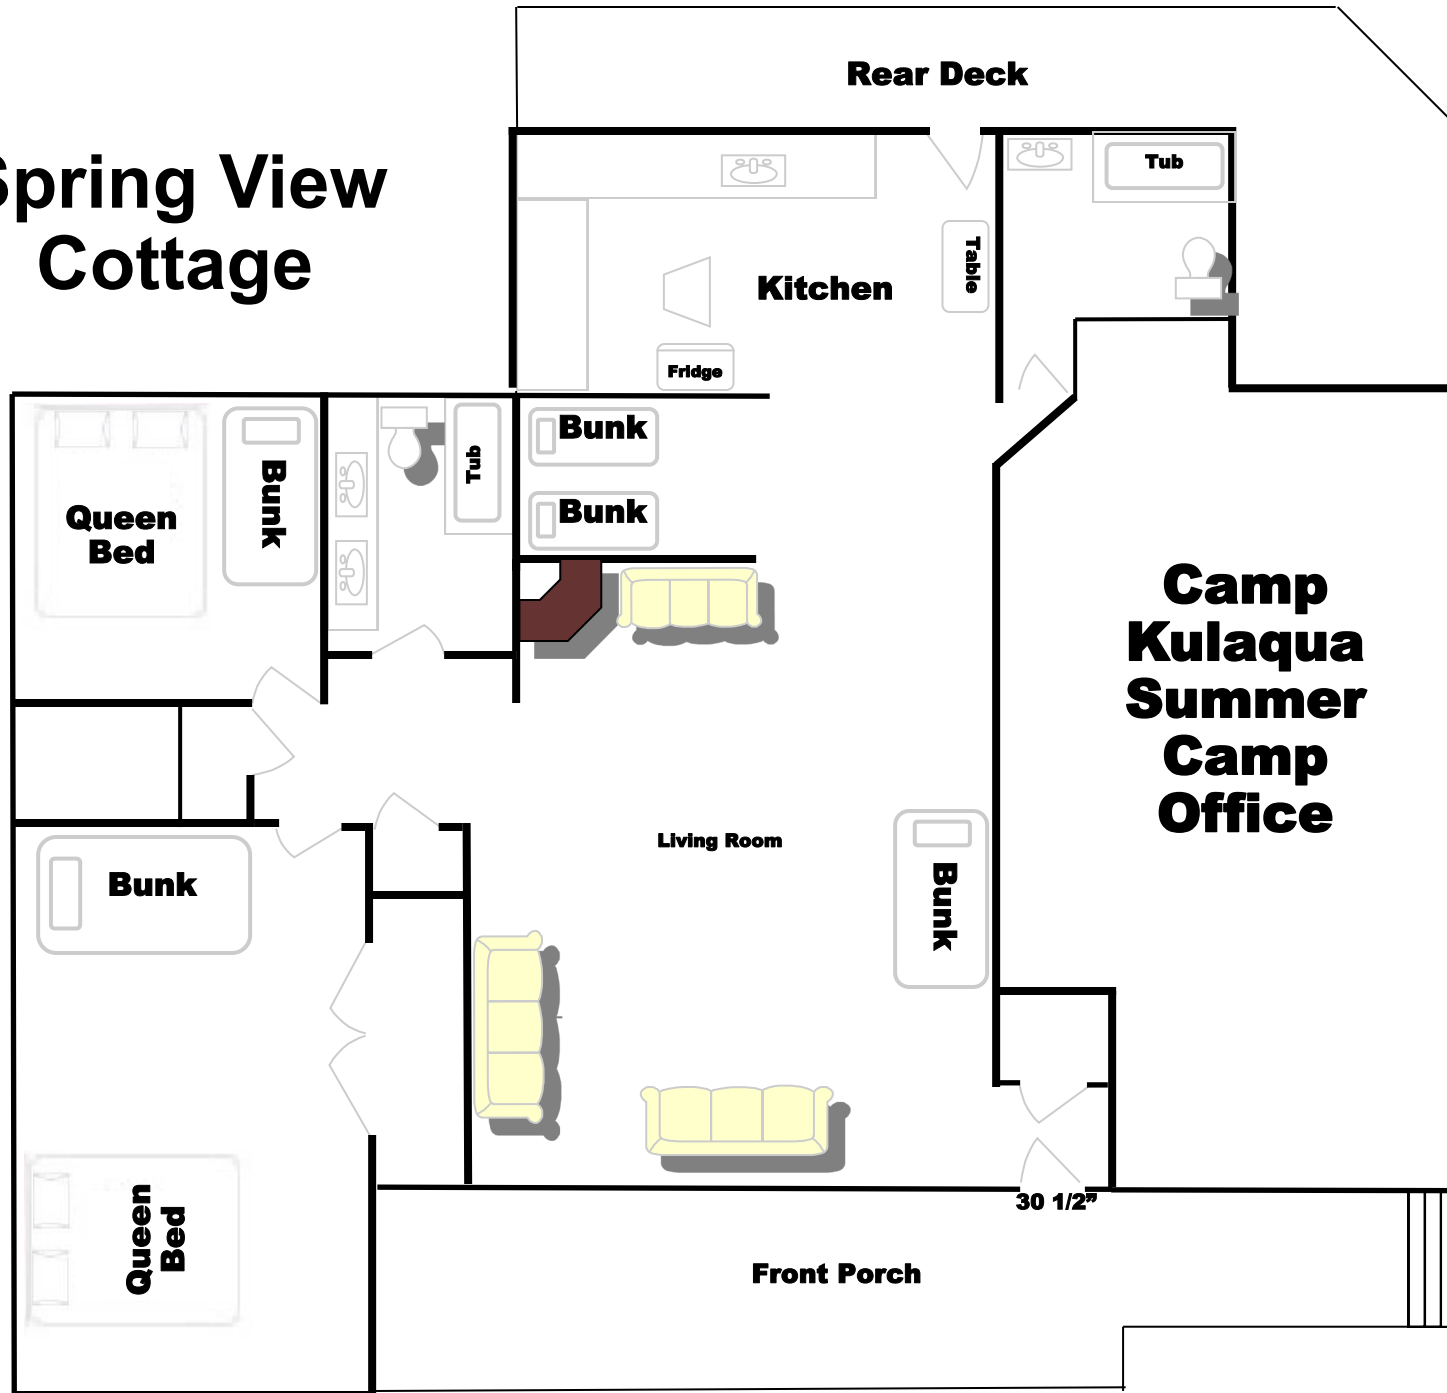 Rear Deck
Spring View
Cottage
Tub
Table
Kitchen
Fridge
Bunk
Bunk
Queen
Bed
Bunk
Tub
Camp
Kulaqua
Summer
Camp
Office
Living Room
Bunk
Bunk
Queen
Bed
30 1/2”
Front Porch